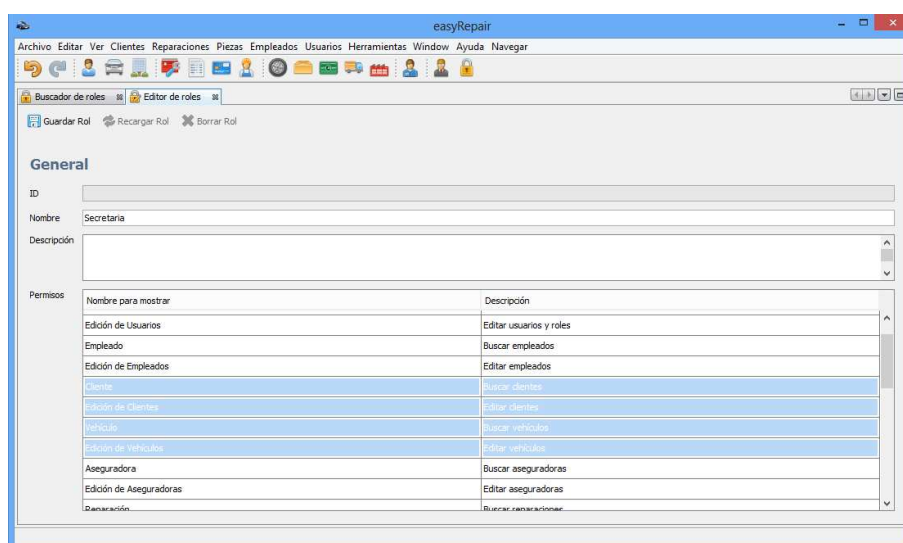 easyRepair
Archivo Editar Ver Clientes Reparaciones Piezas Empleados Usuarios Herramientas Window Ayuda Navegar
Buscador de roles Editor de roles
Guardar Rol Recargar Rol Borrar Rol
General
ID
Nombre Secretaria
Descripción
Permisos Nombre para mostrar Descripción
Edición de Usuarios Editar usuarios y roles
Empleado Buscar empleados
Edición de Empleados Editar empleados
Cliente Buscar clientes
Edición de Clientes Editar clientes
Vehículo Buscar vehículos
Edición de Vehículos Editar vehículos
Aseguradora Buscar aseguradoras
Edición de Aseguradoras Editar aseguradoras
Reparación Buscar reparaciones